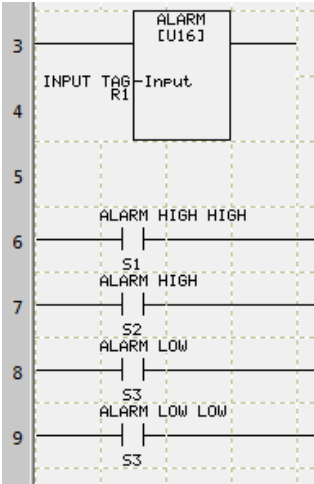 ALARM
[U16]
3
INPUT TAG Input
R1
4
5
ALARM HIGH HIGH
6
S1
ALARM HIGH
7
S2
ALARM LOW
8
S3
ALARM LOW LOW
9
S3